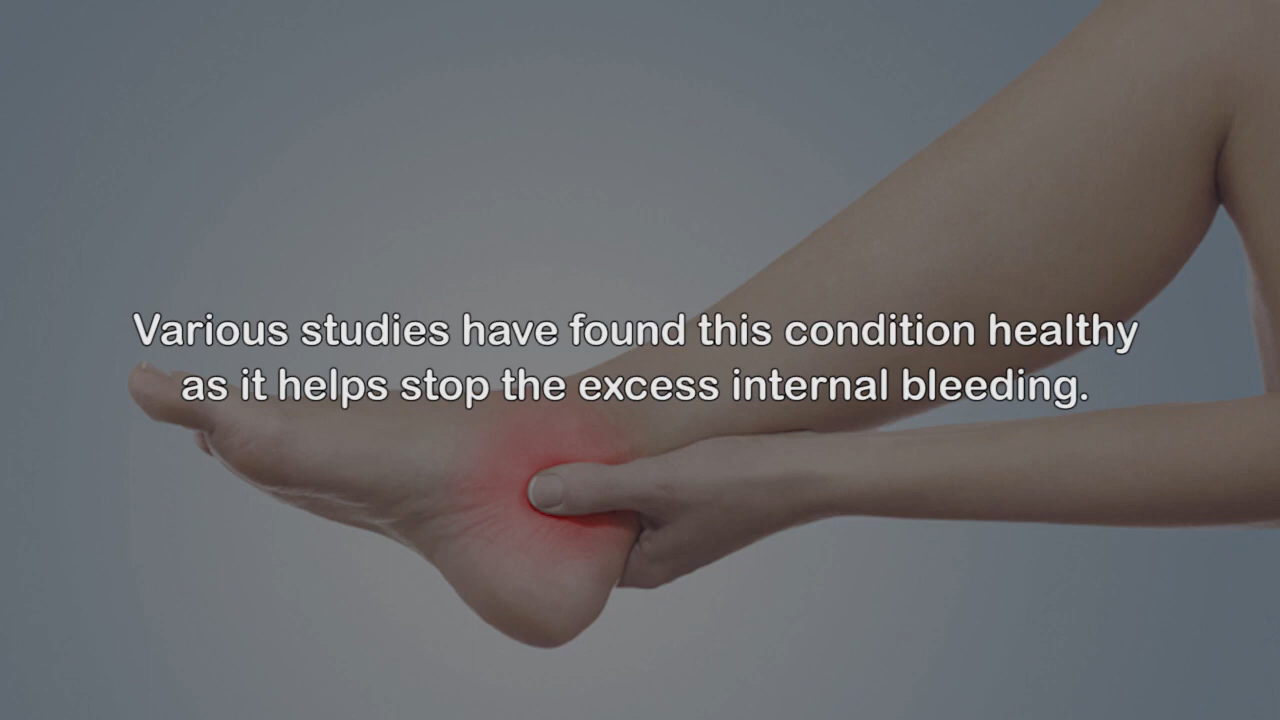 Various studies have found this condition healthy
as it helps stop the excess internal bleeding.